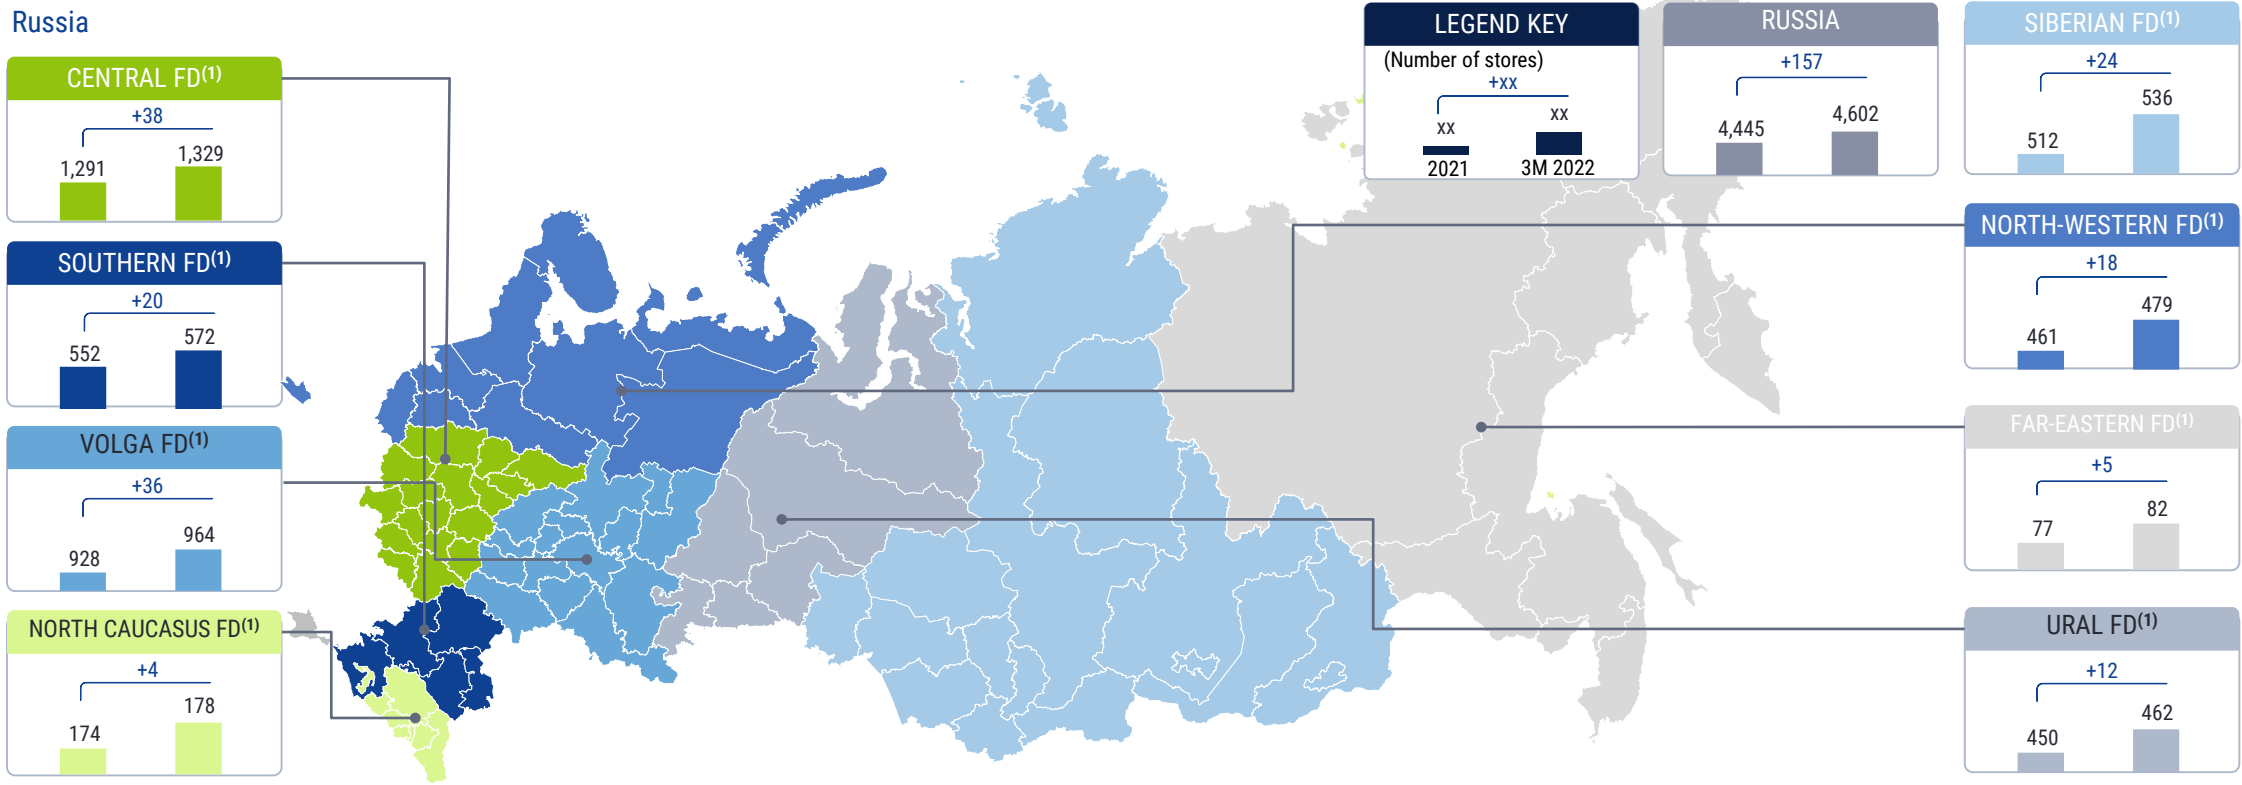 Russia
CENTRAL FD(1)
+38
1,291
1,329
SOUTHERN FD(1)
+20
552
572
VOLGA FD(1)
+36
928
964
NORTH CAUCASUS FD(1)
+4
174
178
LEGEND KEY
(Number of stores)
+xx
xx
xx
2021
3M 2022
RUSSIA
+157
4,445
4,602
SIBERIAN FD(1)
+24
512
536
NORTH-WESTERN FD(1)
+18
461
479
FAR-EASTERN FD(1)
+5
77
82
URAL FD(1)
+12
450
462